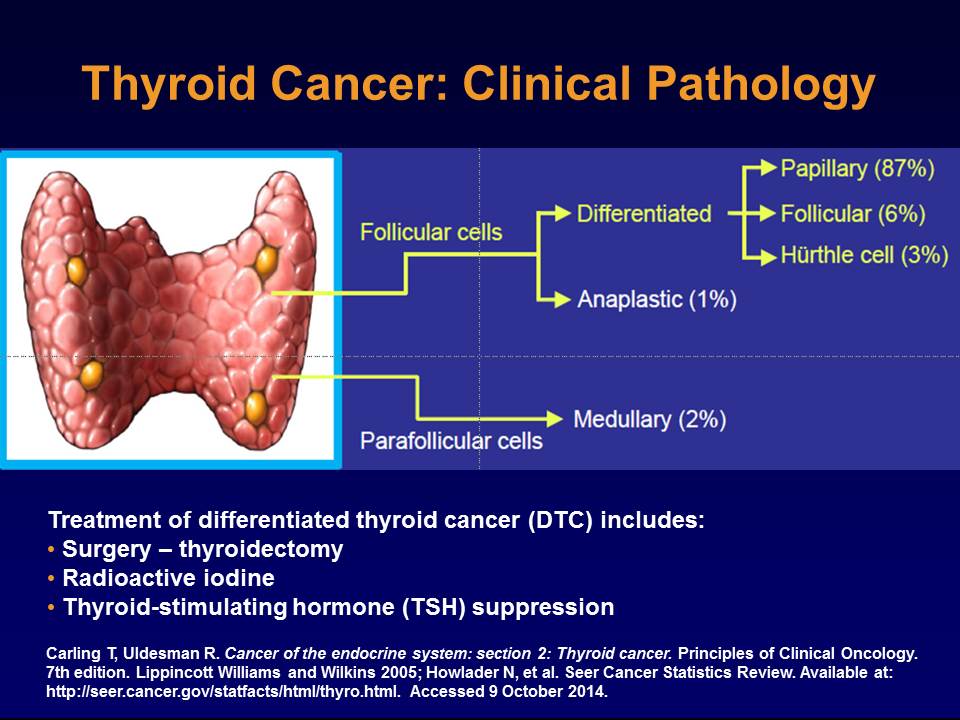 Thyroid Cancer: Clinical Pathology
Follicular cells
Differentiated
Papillary (87%)
Follicular (6%)
Hürthle cell (3%)
Anaplastic (1%)
Parafollicular cells
Medullary (2%)
Treatment of differentiated thyroid cancer (DTC) includes:
• Surgery – thyroidectomy
• Radioactive iodine
• Thyroid-stimulating hormone (TSH) suppression
Carling T, Uldesman R. Cancer of the endocrine system: section 2: Thyroid cancer. Principles of Clinical Oncology.
7th edition. Lippincott Williams and Wilkins 2005; Howlader N, et al. Seer Cancer Statistics Review. Available at:
http://seer.cancer.gov/statfacts/html/thyro.html. Accessed 9 October 2014.